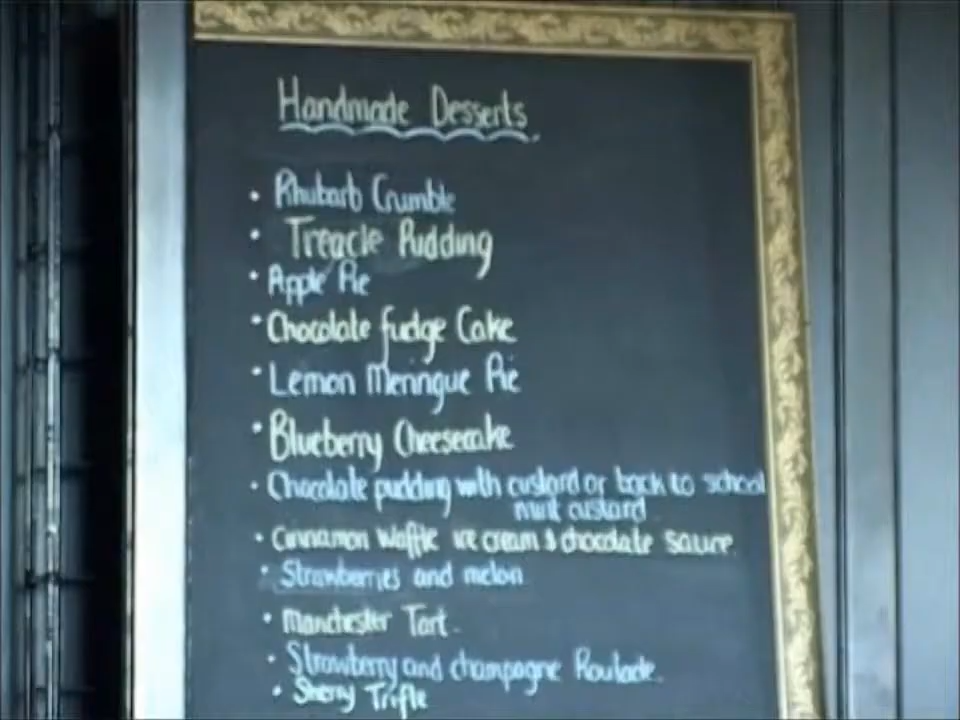 Handmade Desserts.
• Rhubarb Crumble
• Treacle Pudding
• Apple Pie
• Chocolate fudge Cake
• Lemon Meringue Pie
• Blueberry Cheesecake
• Chocolate pudding with custard or back to school
mint custard
• Cinnamon Waffle ice cream & chocolate sauce.
• Strawberries and melon
• Manchester Tart.
• Strawberry and champagne Roulade.
• Sherry Trifle